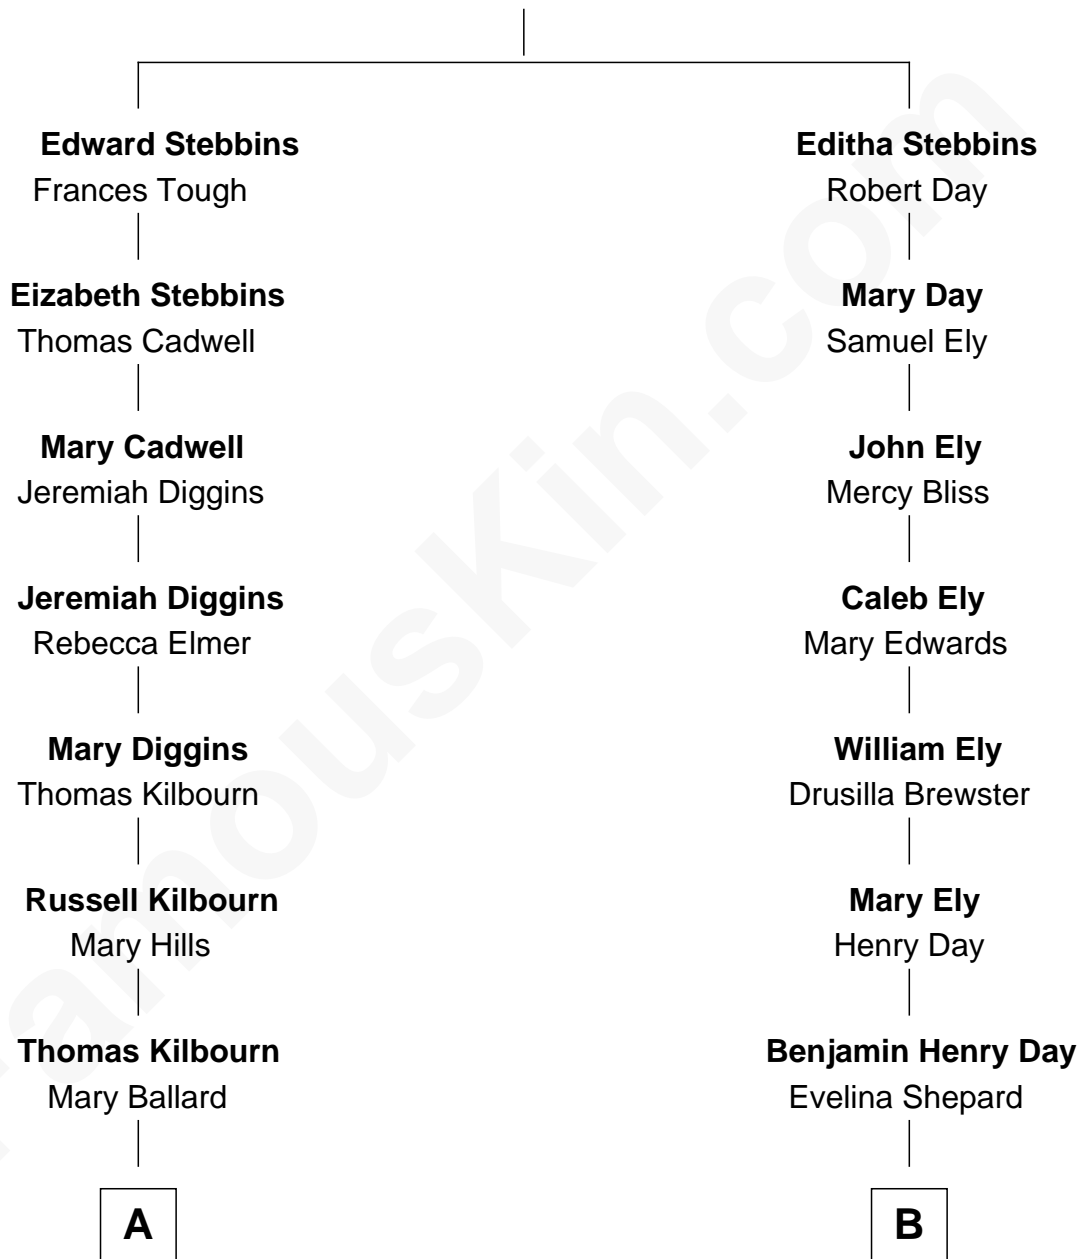 Edward Stebbins
Frances Tough
Eizabeth Stebbins
Thomas Cadwell
Mary Cadwell
Jeremiah Diggins
Jeremiah Diggins
Rebecca Elmer
Mary Diggins
Thomas Kilbourn
Russell Kilbourn
Mary Hills
Thomas Kilbourn
Mary Ballard
A
Editha Stebbins
Robert Day
Mary Day
Samuel Ely
John Ely
Mercy Bliss
Caleb Ely
Mary Edwards
William Ely
Drusilla Brewster
Mary Ely
Henry Day
Benjamin Henry Day
Evelina Shepard
B
FamousKin.com